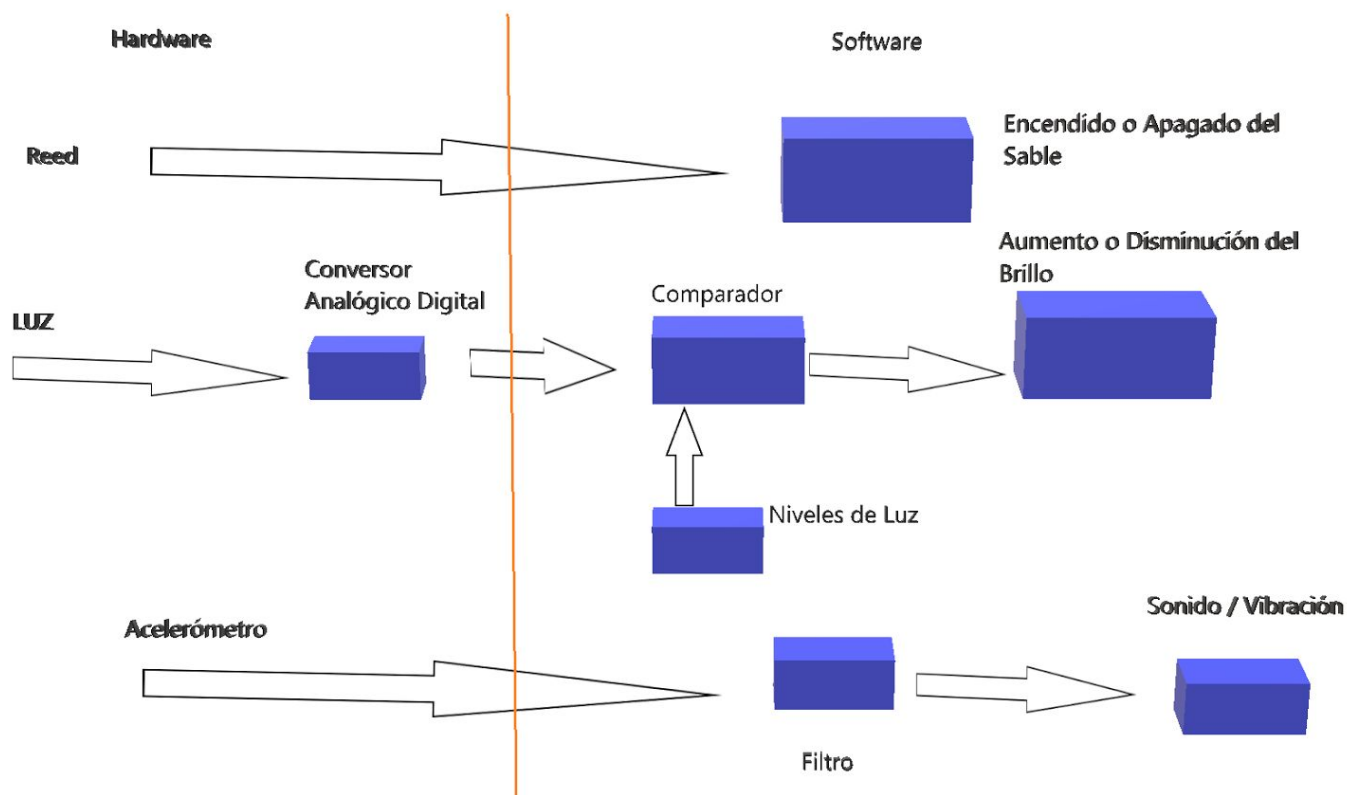 Hardware
Software
Reed
Encendido o Apagado del
Sable
LUZ
Conversor
Analógico Digital
Comparador
Aumento o Disminución del
Brillo
Niveles de Luz
Acelerómetro
Filtro
Sonido / Vibración